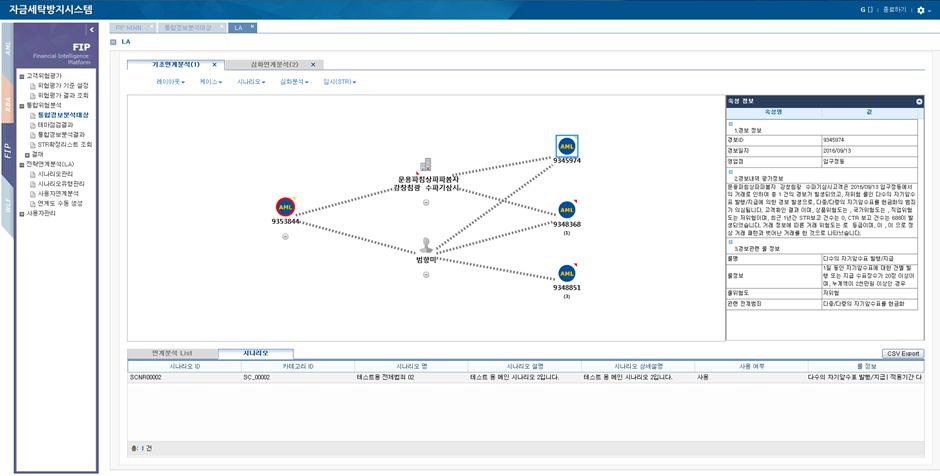 자금세탁방지시스템
G [] | 종료하기 |
AML
RBA
FIP
WLF
FIP
Financial Intelligence
Platform
고객위험평가
위험평가 기준 설정
위험평가 결과 조회
통합위험분석
통합경보분석대상
테마점검결과
통합경보분석결과
STR확정리스트 조회
결재
전략연계분석(LA)
시나리오관리
시나리오유형관리
사용자연계분석
연계도 수동 생성
사용자관리
FIP MAIN
통합경보분석대상
LA
LA
기초연계분석(1)
심화연계분석(2)
레이아웃
케이스
시나리오
심화분석
일시(STR)
AML
9345974
문용파침상파파봄자
강창침광 수파기상시
AML
9353844
AML
9348368
(1)
범항미
AML
9348851
(3)
속성 정보
속성명 값
1.경보 정보
경보ID 9345974
경보일자 2016/09/13
영업점 압구정동
2.경보내역 평가정보
문용파침상파파봄자 강창침광 수파기상시고객은 2016/09/13 압구정동에서
의 거래로 인하여 총 1 건의 경보가 발생되었고, 저위험 룰인 다수의 자기앞수
표 발행/지급에 의한 경보 발생으로, 다중/다량의 자기앞수표를 현금화의 범죄
가 의심됩니다. 고객확인 결과 이며, 상품위험도는 , 국가위험도는 , 직업위험
도는 저위험이며, 최근 1년간 STR보고 건수는 0, CTR 보고 건수는 688이 발
생되었습니다. 거래 정보에 따른 거래 위험도는 로 등급이며, 이 , 이 으로 정
상 거래 패턴과 벗어난 거래를 한 것으로 나타났습니다.
3.경보관련 룰 정보
룰명 다수의 자기앞수표 발행/지급
룰정보 1일 동안 자기앞수표에 대한 건별 발
행 또는 지급 수표장수가 20장 이상이
며, 누계액이 2천만원 이상인 경우
룰위험도 저위험
관련 전제범죄 다중/다량의 자기앞수표를 현금화
연계분석 List
시나리오
CSV Export
시나리오 ID 카테고리 ID 시나리오 명 시나리오 설명 시나리오 상세설명 사용 여부 룰 정보
SCNR00002 SC_00002 테스트용 전제범죄 02 테스트 용 메인 시나리오 2입니다. 테스트 용 메인 시나리오 2입니다. 사용 다수의 자기앞수표 발행/지급| 적용기간 다
총: 1 건